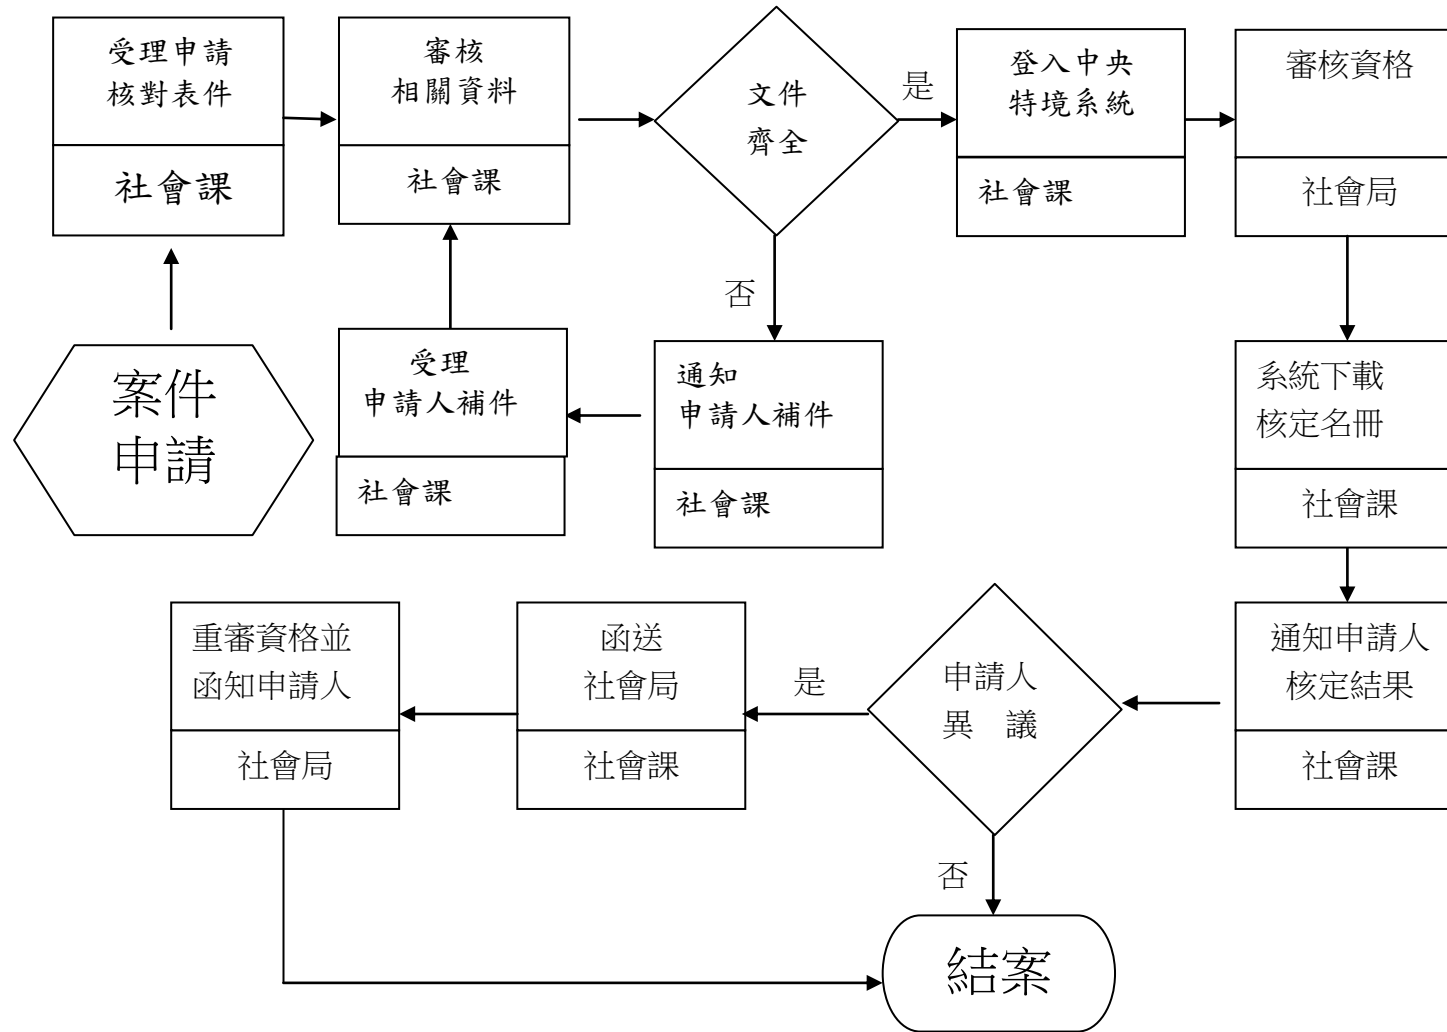 受理申請
核對表件
社會課
審核
相關資料
社會課
文件
齊全
是
登入中央
特境系統
社會課
審核資格
社會局
否
案件
申請
受理
申請人補件
社會課
通知
申請人補件
社會課
系統下載
核定名冊
社會課
重審資格並
函知申請人
社會局
函送
社會局
社會課
是
申請人
異　議
通知申請人
核定結果
社會課
否
結案